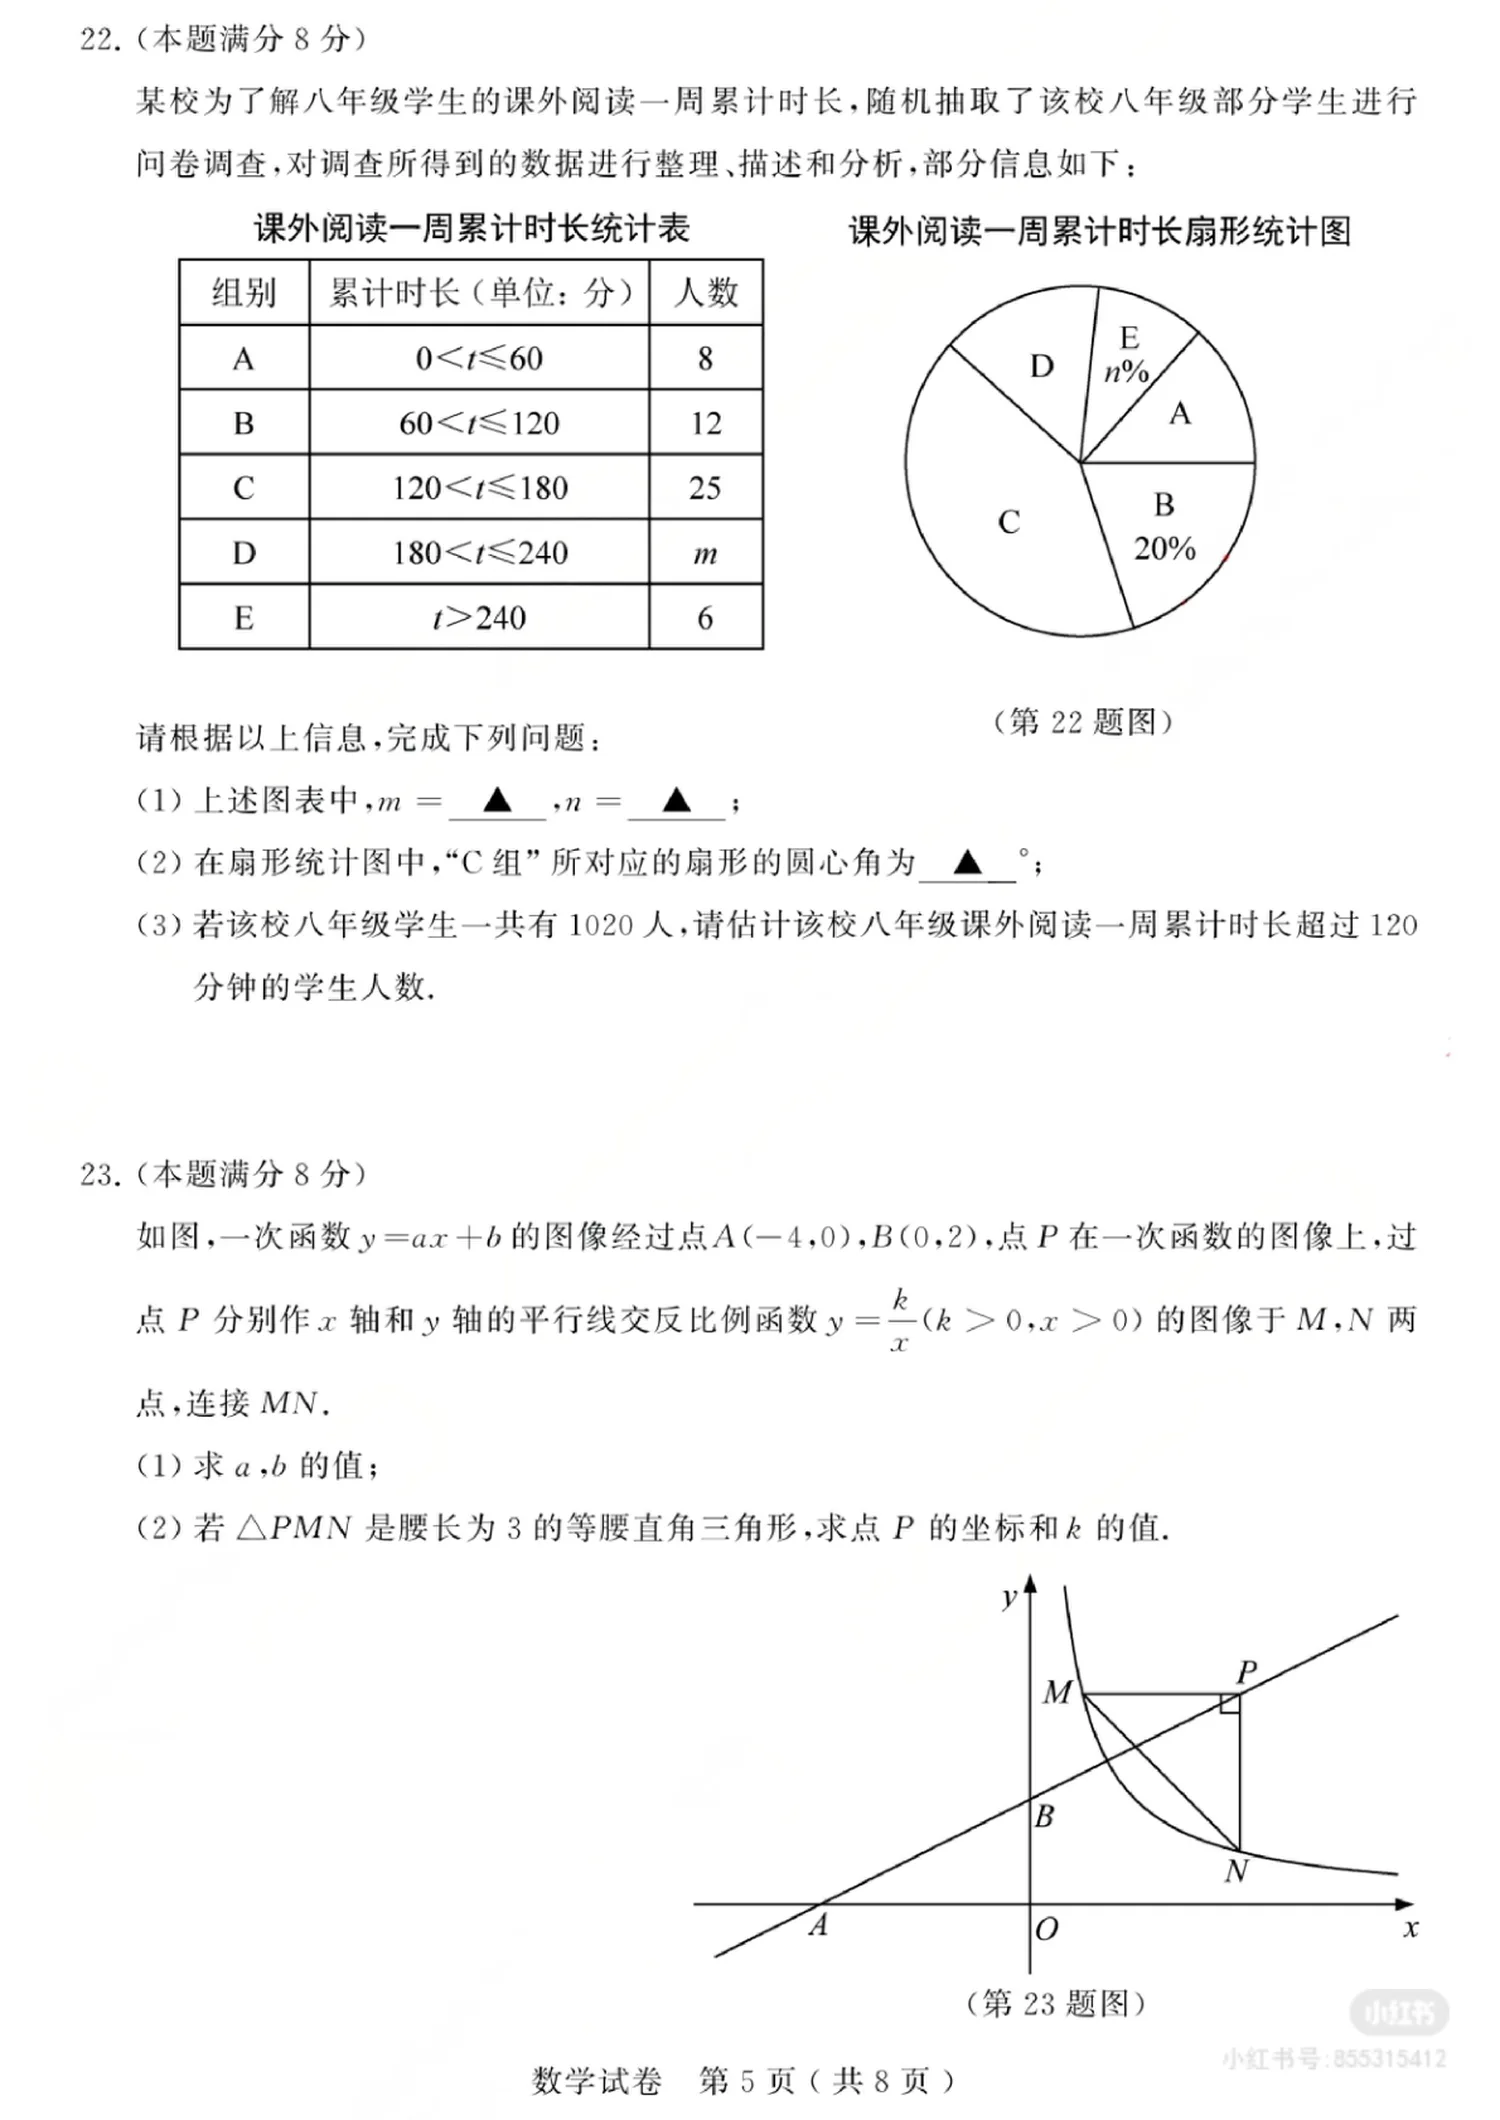 22.(本题满分 8 分)
某校为了解八年级学生的课外阅读一周累计时长,随机抽取了该校八年级部分学生进行
问卷调查,对调查所得到的数据进行整理、描述和分析,部分信息如下:
课外阅读一周累计时长统计表
组别 累计时长(单位:分) 人数
A 0<t≤60 8
B 60<t≤120 12
C 120<t≤180 25
D 180<t≤240 m
E t>240 6
课外阅读一周累计时长扇形统计图
D
E
n%
A
C
B
20%
(第 22 题图)
请根据以上信息,完成下列问题:
(1) 上述图表中,m = ▲ ,n = ▲ ;
(2) 在扇形统计图中,“C 组”所对应的扇形的圆心角为 ▲ °;
(3) 若该校八年级学生一共有 1020 人,请估计该校八年级课外阅读一周累计时长超过 120
分钟的学生人数.
23.(本题满分 8 分)
如图,一次函数 y=ax+b 的图像经过点A(-4,0),B(0,2),点 P 在一次函数的图像上,过
点 P 分别作 x 轴和 y 轴的平行线交反比例函数 y=k/x(k>0,x>0) 的图像于 M,N 两
点,连接 MN.
(1) 求 a,b 的值;
(2) 若 △PMN 是腰长为 3 的等腰直角三角形,求点 P 的坐标和 k 的值.
y
M
P
B
N
A
O
x
(第 23 题图)
小红书
小红书号:855315412
数学试卷 第 5 页(共 8 页)